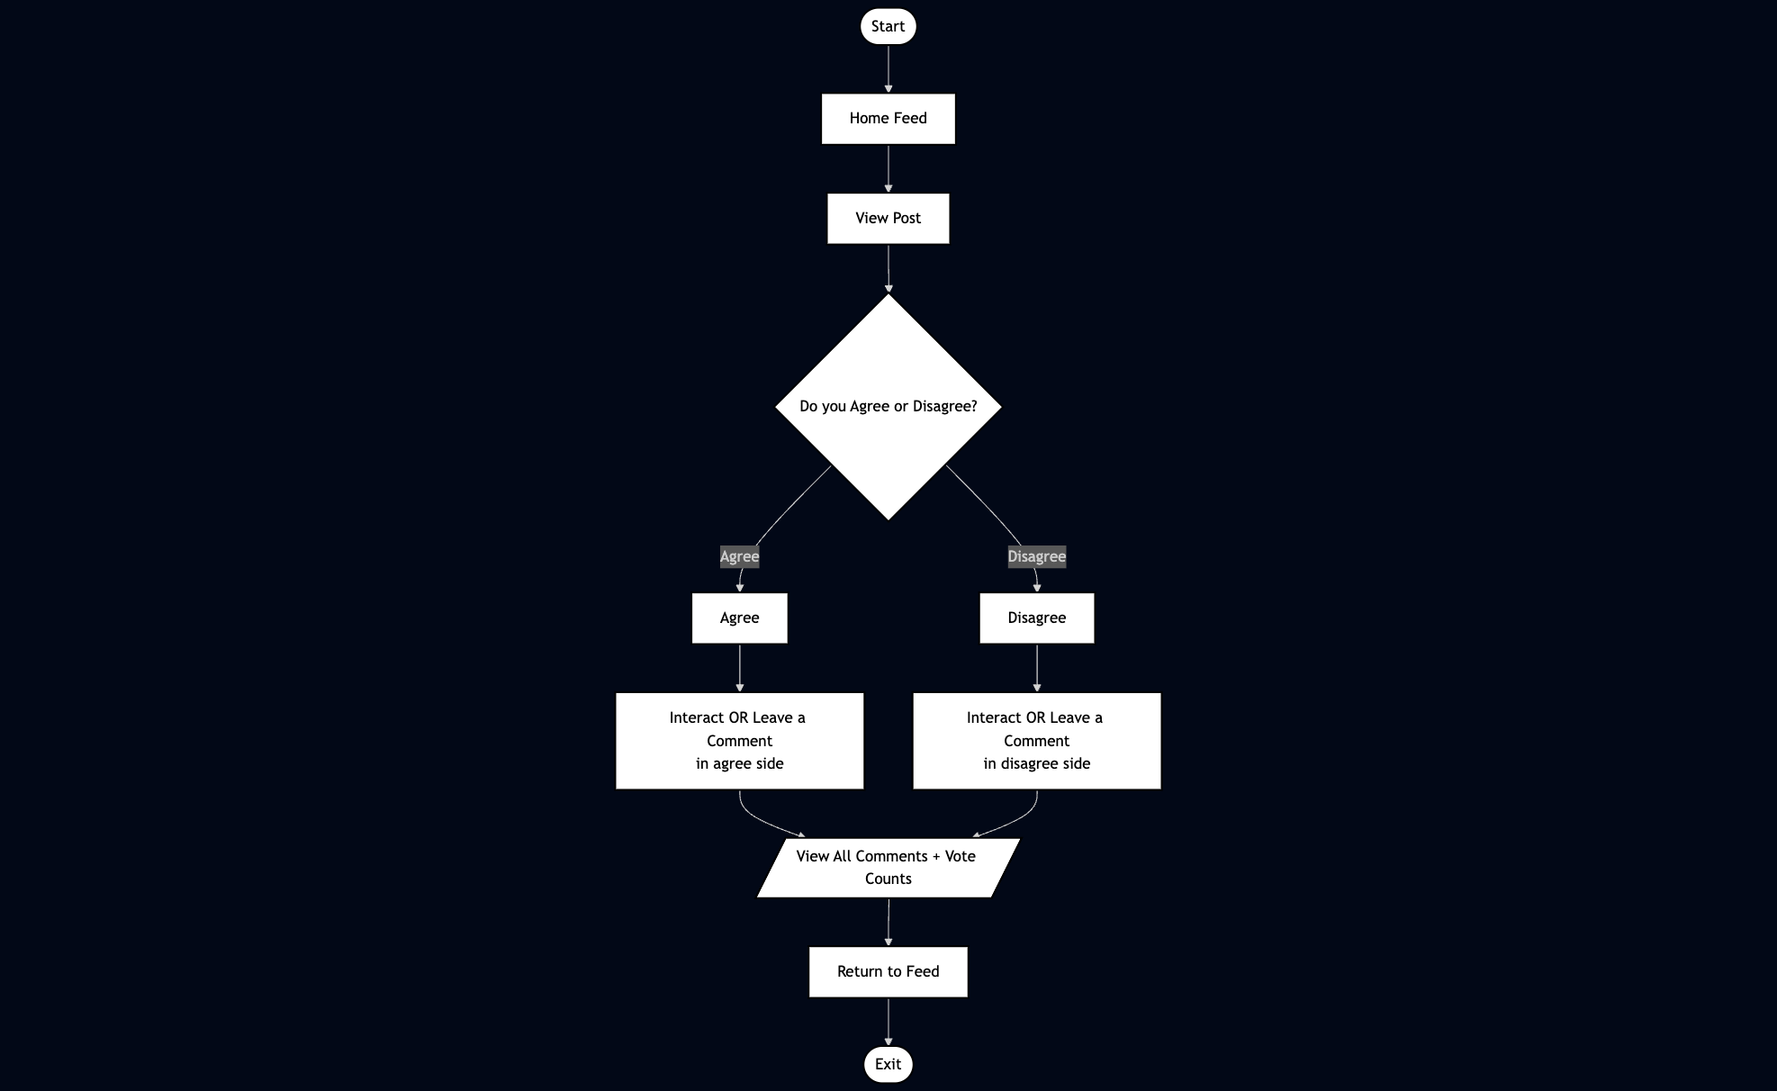 Start
Home Feed
View Post
Do you Agree or Disagree?
Agree
Disagree
Agree
Disagree
Interact OR Leave a
Comment
in agree side
Interact OR Leave a
Comment
in disagree side
View All Comments + Vote
Counts
Return to Feed
Exit